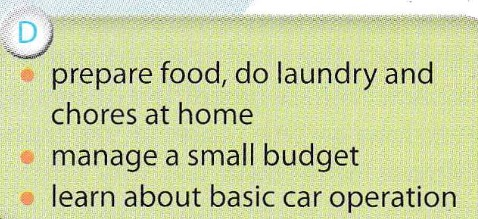 D
• prepare food, do laundry and
chores at home
• manage a small budget
• learn about basic car operation